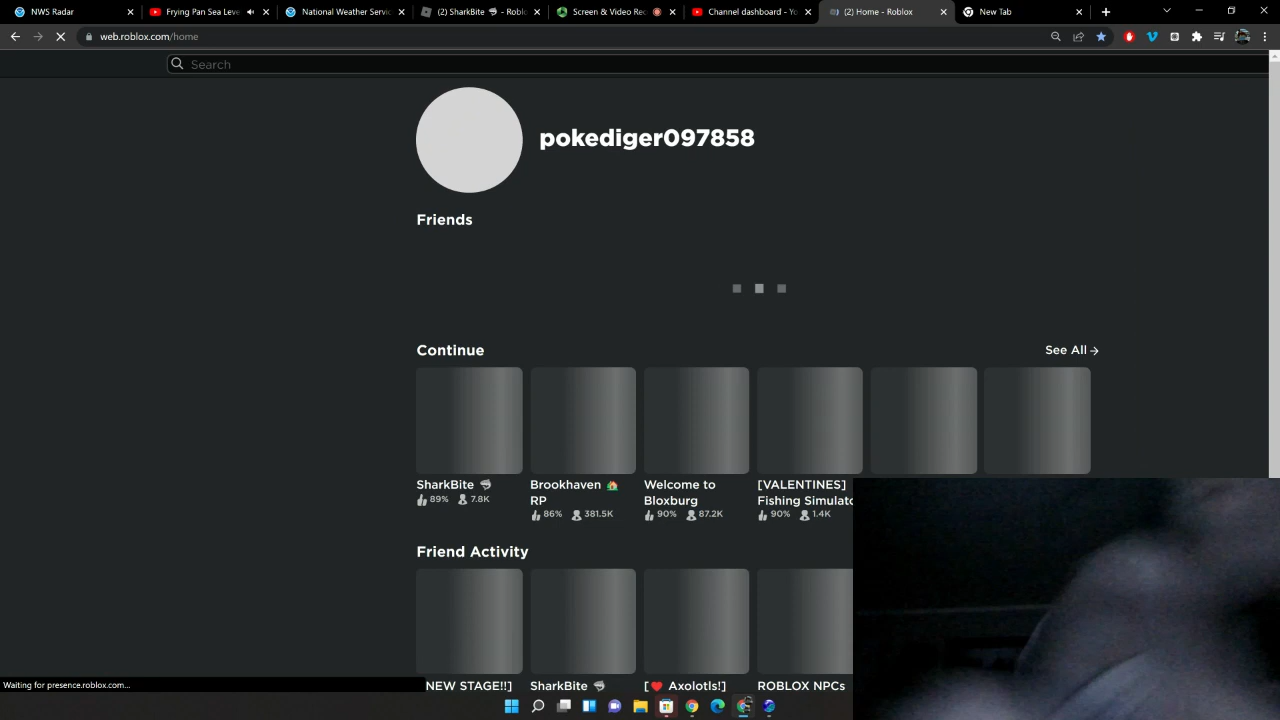 NWS Radar
Frying Pan Sea Leve
National Weather Servic
(2) SharkBite 🦈 - Roblo
Screen & Video Rec
Channel dashboard - Yo
(2) Home - Roblox
New Tab
web.roblox.com/home
Search
pokediger097858
Friends
Continue
See All →
SharkBite 🦈
89% 7.8K
Brookhaven 🏡
RP
86% 381.5K
Welcome to
Bloxburg
90% 87.2K
[VALENTINES]
Fishing Simulato
90% 1.4K
Friend Activity
NEW STAGE!!]
SharkBite 🦈
[❤️ Axolotls!]
ROBLOX NPCs
Waiting for presence.roblox.com...